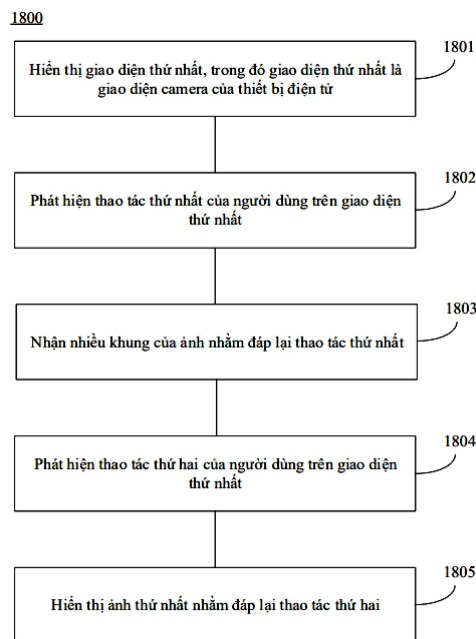 1800
1801
Hiển thị giao diện thứ nhất, trong đó giao diện thứ nhất là
giao diện camera của thiết bị điện tử
1802
Phát hiện thao tác thứ nhất của người dùng trên giao diện
thứ nhất
1803
Nhận nhiều khung của ảnh nhằm đáp lại thao tác thứ nhất
1804
Phát hiện thao tác thứ hai của người dùng trên giao diện
thứ nhất
1805
Hiển thị ảnh thứ nhất nhằm đáp lại thao tác thứ hai